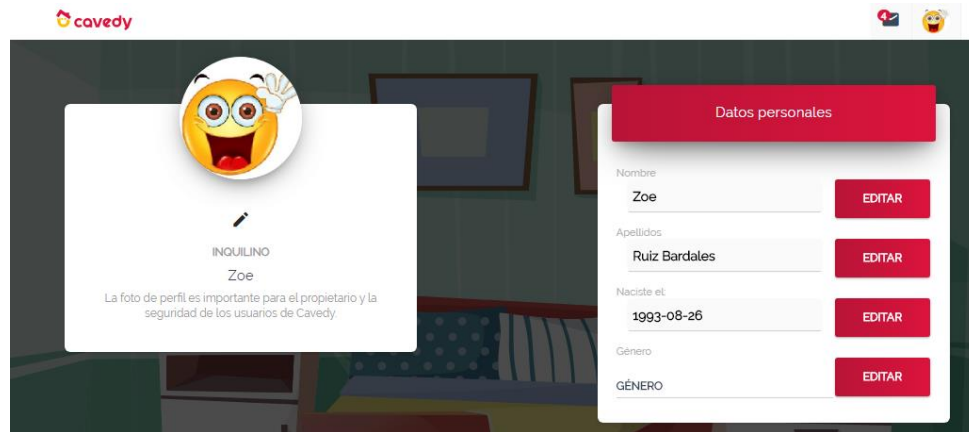 cavedy
4
INQUILINO
Zoe
La foto de perfil es importante para el propietario y la
seguridad de los usuarios de Cavedy.
Datos personales
Nombre
Zoe
EDITAR
Apellidos
Ruiz Bardales
EDITAR
Naciste el:
1993-08-26
EDITAR
Género
GÉNERO
EDITAR